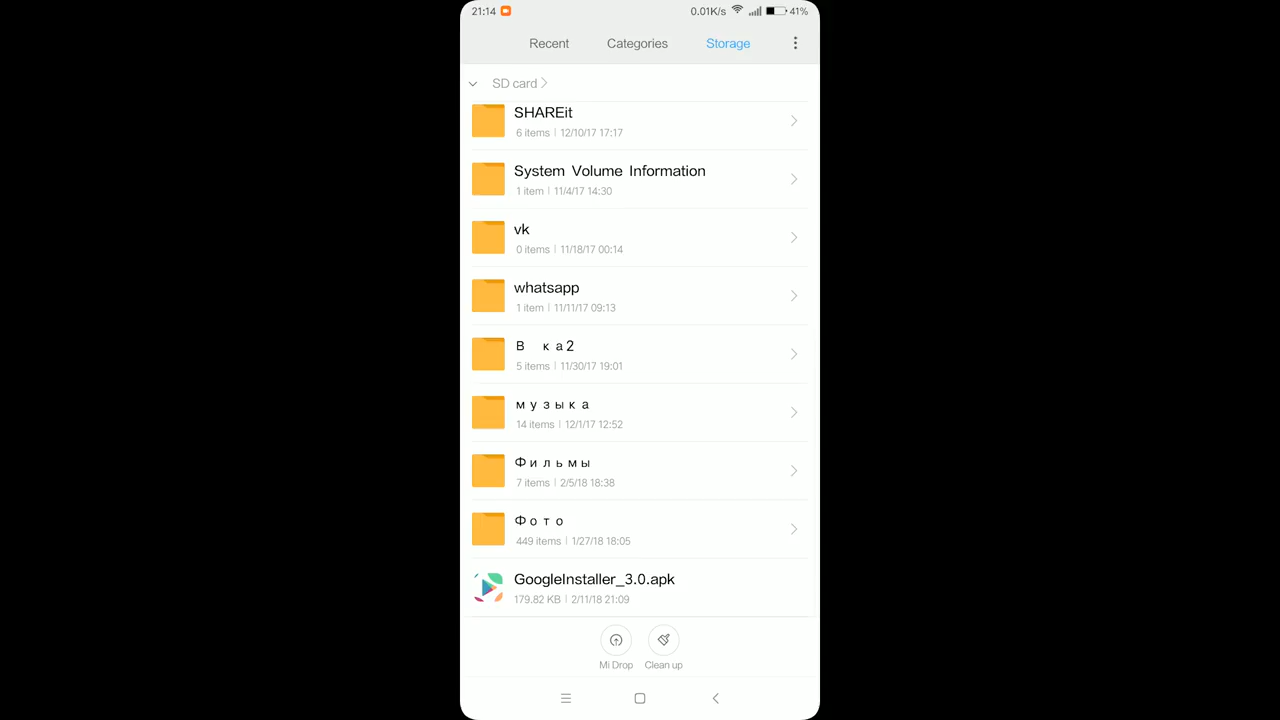 21:14 0.01K/s 41%
Recent Categories Storage
SD card
SHAREit
6 items | 12/10/17 17:17
System Volume Information
1 item | 11/4/17 14:30
vk
0 items | 11/18/17 00:14
whatsapp
1 item | 11/11/17 09:13
В ка2
5 items | 11/30/17 19:01
музыка
14 items | 12/1/17 12:52
Фильмы
7 items | 2/5/18 18:38
Фото
449 items | 1/27/18 18:05
GoogleInstaller_3.0.apk
179.82 KB | 2/11/18 21:09
Mi Drop Clean up